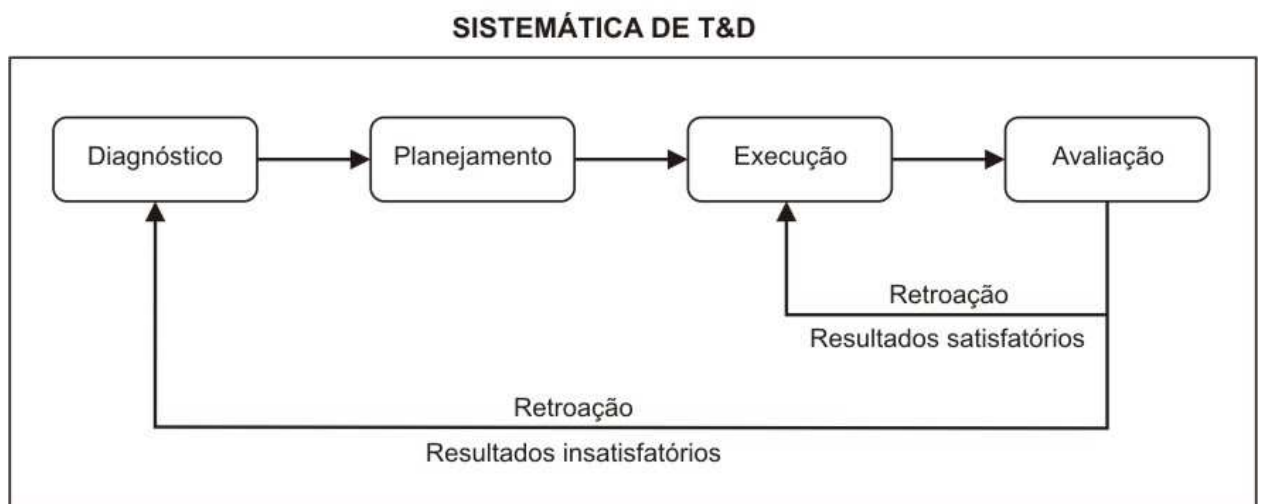 SISTEMÁTICA DE T&D
Diagnóstico
Planejamento
Execução
Avaliação
Retroação
Resultados satisfatórios
Retroação
Resultados insatisfatórios